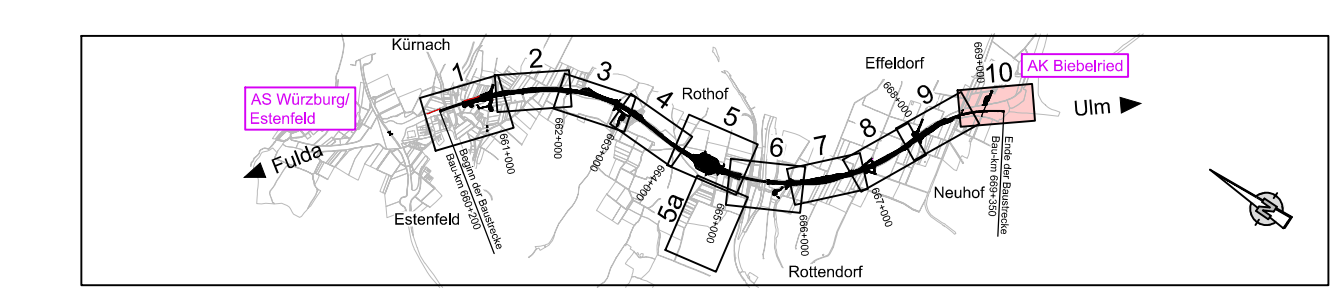 Kürnach
AS Würzburg/
Estenfeld
Fulda
Estenfeld
1
2
3
4
5
5a
6
7
8
9
10
Rothof
Effeldorf
AK Biebelried
Ulm
Neuhof
Rottendorf
Beginn der Baustrecke
Bau-km 660+200
661+000
662+000
663+000
664+000
665+000
666+000
667+000
668+000
669+000
Ende der Baustrecke
Bau-km 669+350
N